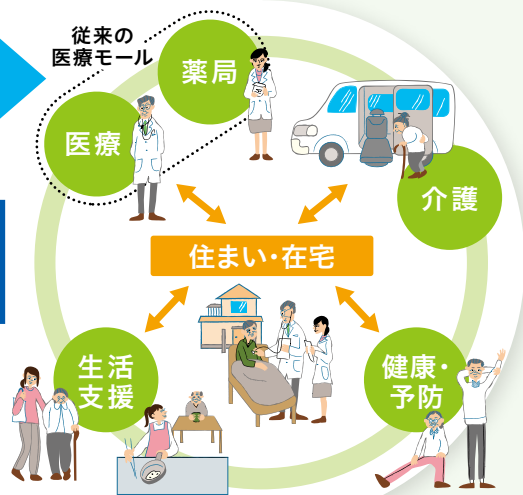 従来の
医療モール
薬局
医療
介護
住まい・在宅
生活
支援
健康・
予防